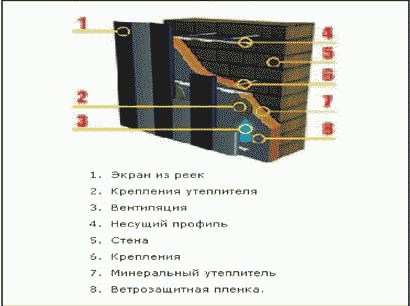 1
4
5
6
2
7
3
8
1. Экран из реек
2. Крепления утеплителя
3. Вентиляция
4. Несущий профиль
5. Стена
6. Крепления
7. Минеральный утеплитель
8. Ветрозащитная пленка.